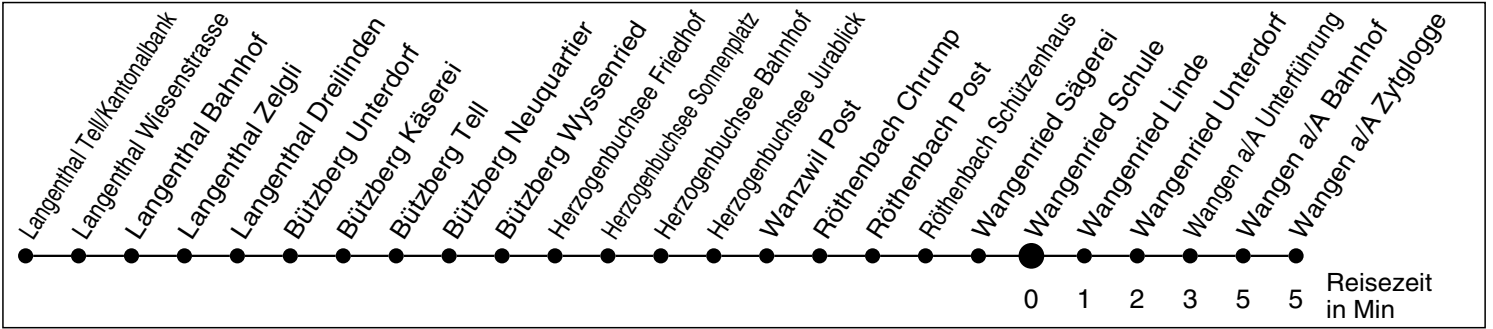 Langenthal Tell/Kantonalbank
Langenthal Wiesenstrasse
Langenthal Bahnhof
Langenthal Zelgli
Langenthal Dreilinden
Bützberg Unterdorf
Bützberg Käserei
Bützberg Tell
Bützberg Neuquartier
Bützberg Wyssenried
Herzogenbuchsee Friedhof
Herzogenbuchsee Sonnenplatz
Herzogenbuchsee Bahnhof
Herzogenbuchsee Jurablick
Wanzwil Post
Röthenbach Chrump
Röthenbach Post
Röthenbach Schützenhaus
Wangenried Sägerei
Wangenried Schule
Wangenried Linde
Wangenried Unterdorf
Wangen a/A Unterführung
Wangen a/A Bahnhof
Wangen a/A Zytglogge
0 1 2 3 5 5
Reisezeit
in Min